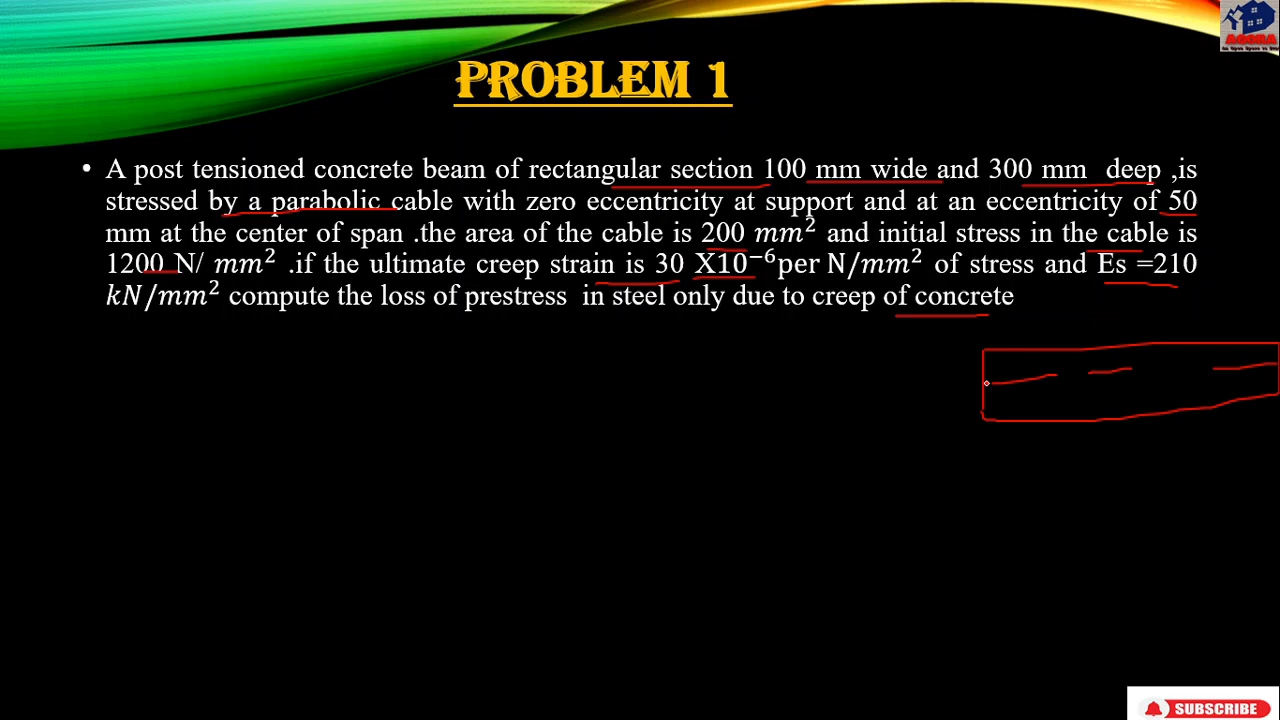 AGORA
PROBLEM 1
• A post tensioned concrete beam of rectangular section 100 mm wide and 300 mm deep ,is
stressed by a parabolic cable with zero eccentricity at support and at an eccentricity of 50
mm at the center of span .the area of the cable is 200 mm² and initial stress in the cable is
1200 N/ mm² .if the ultimate creep strain is 30 X10⁻⁶per N/mm² of stress and Es =210
kN/mm² compute the loss of prestress in steel only due to creep of concrete
SUBSCRIBE